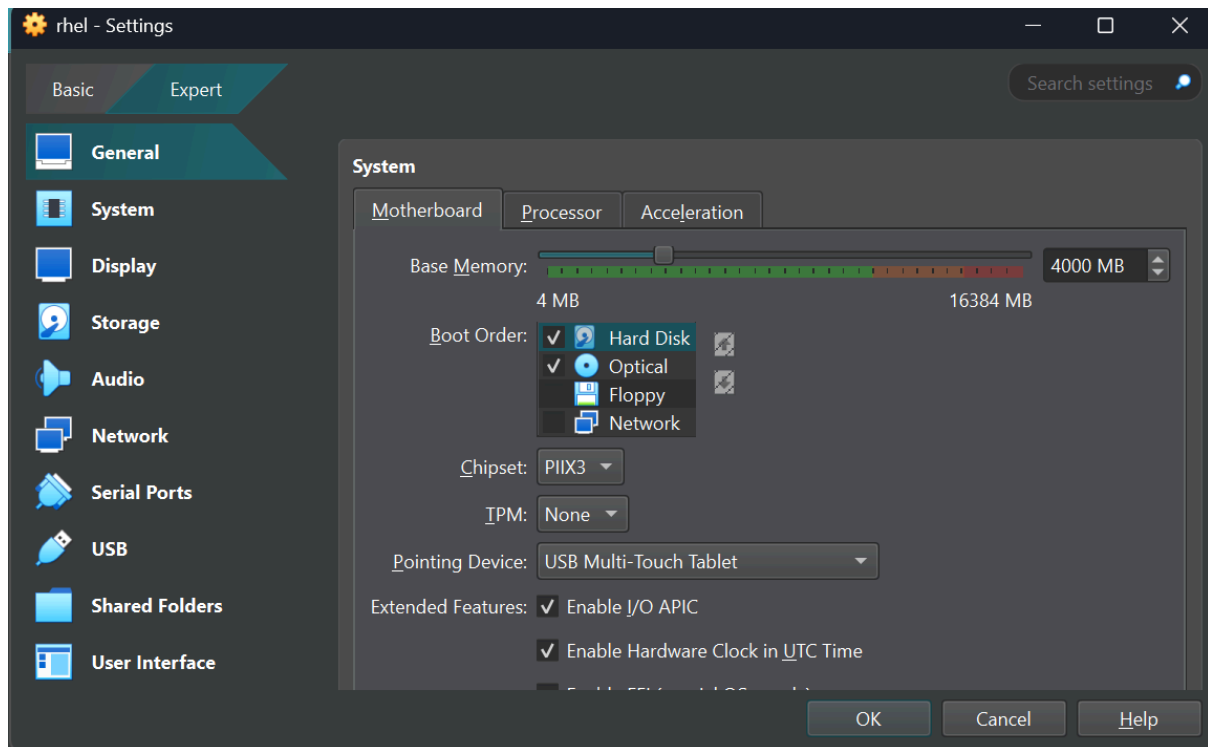 rhel - Settings
Basic
Expert
Search settings
General
System
Display
Storage
Audio
Network
Serial Ports
USB
Shared Folders
User Interface
System
Motherboard
Processor
Acceleration
Base Memory:
4000 MB
4 MB
16384 MB
Boot Order:
Hard Disk
Optical
Floppy
Network
Chipset: PIIX3
TPM: None
Pointing Device: USB Multi-Touch Tablet
Extended Features: Enable I/O APIC
Enable Hardware Clock in UTC Time
OK
Cancel
Help